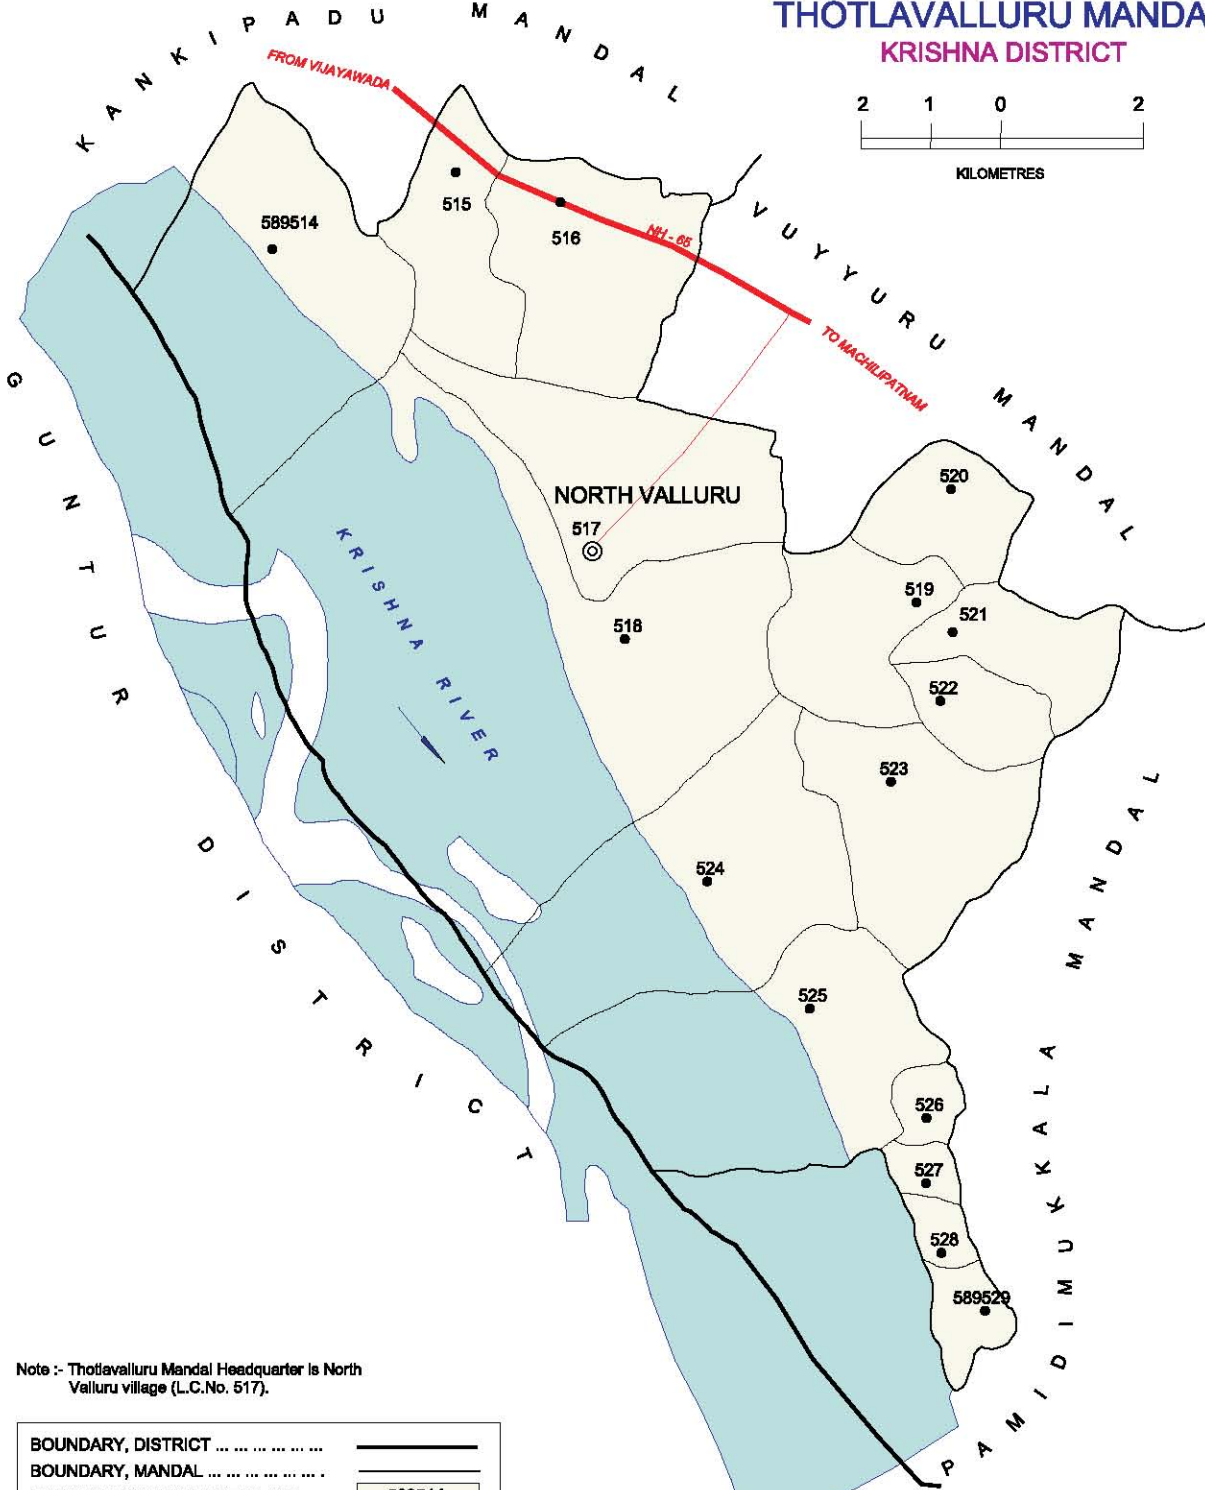 THOTLAVALLURU MANDA
KRISHNA DISTRICT
2 1 0 2
KILOMETRES
KANKIPADU MANDAL
FROM VIJAYAWADA
NH - 65
TO MACHILIPATNAM
VUYYURU MANDAL
589514
515
516
GUNTUR DISTRICT
NORTH VALLURU
517
518
520
519
521
522
523
524
525
526
527
528
589529
KRISHNA RIVER
PAMIDIMUKKALA MANDAL
Note :- Thotlavalluru Mandal Headquarter is North
Valluru village (L.C.No. 517).
BOUNDARY, DISTRICT ... ... ... ... ... ...
BOUNDARY, MANDAL ... ... ... ... ... ... .